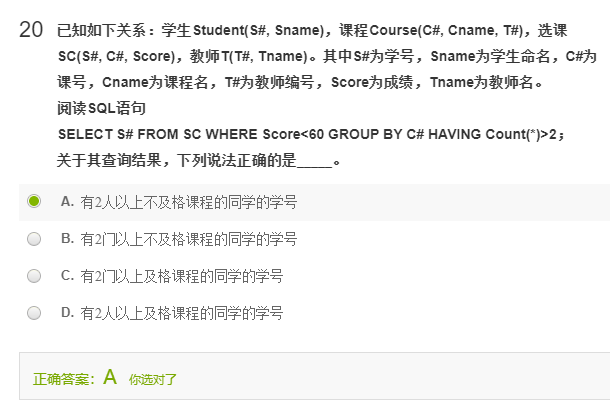 20 已知如下关系：学生Student(S#, Sname)，课程Course(C#, Cname, T#)，选课
SC(S#, C#, Score)，教师T(T#, Tname)。其中S#为学号，Sname为学生命名，C#为
课号，Cname为课程名，T#为教师编号，Score为成绩，Tname为教师名。
阅读SQL语句
SELECT S# FROM SC WHERE Score<60 GROUP BY C# HAVING Count(*)>2；
关于其查询结果，下列说法正确的是_____。
A. 有2人以上不及格课程的同学的学号
B. 有2门以上不及格课程的同学的学号
C. 有2门以上及格课程的同学的学号
D. 有2人以上及格课程的同学的学号
正确答案：A 你选对了